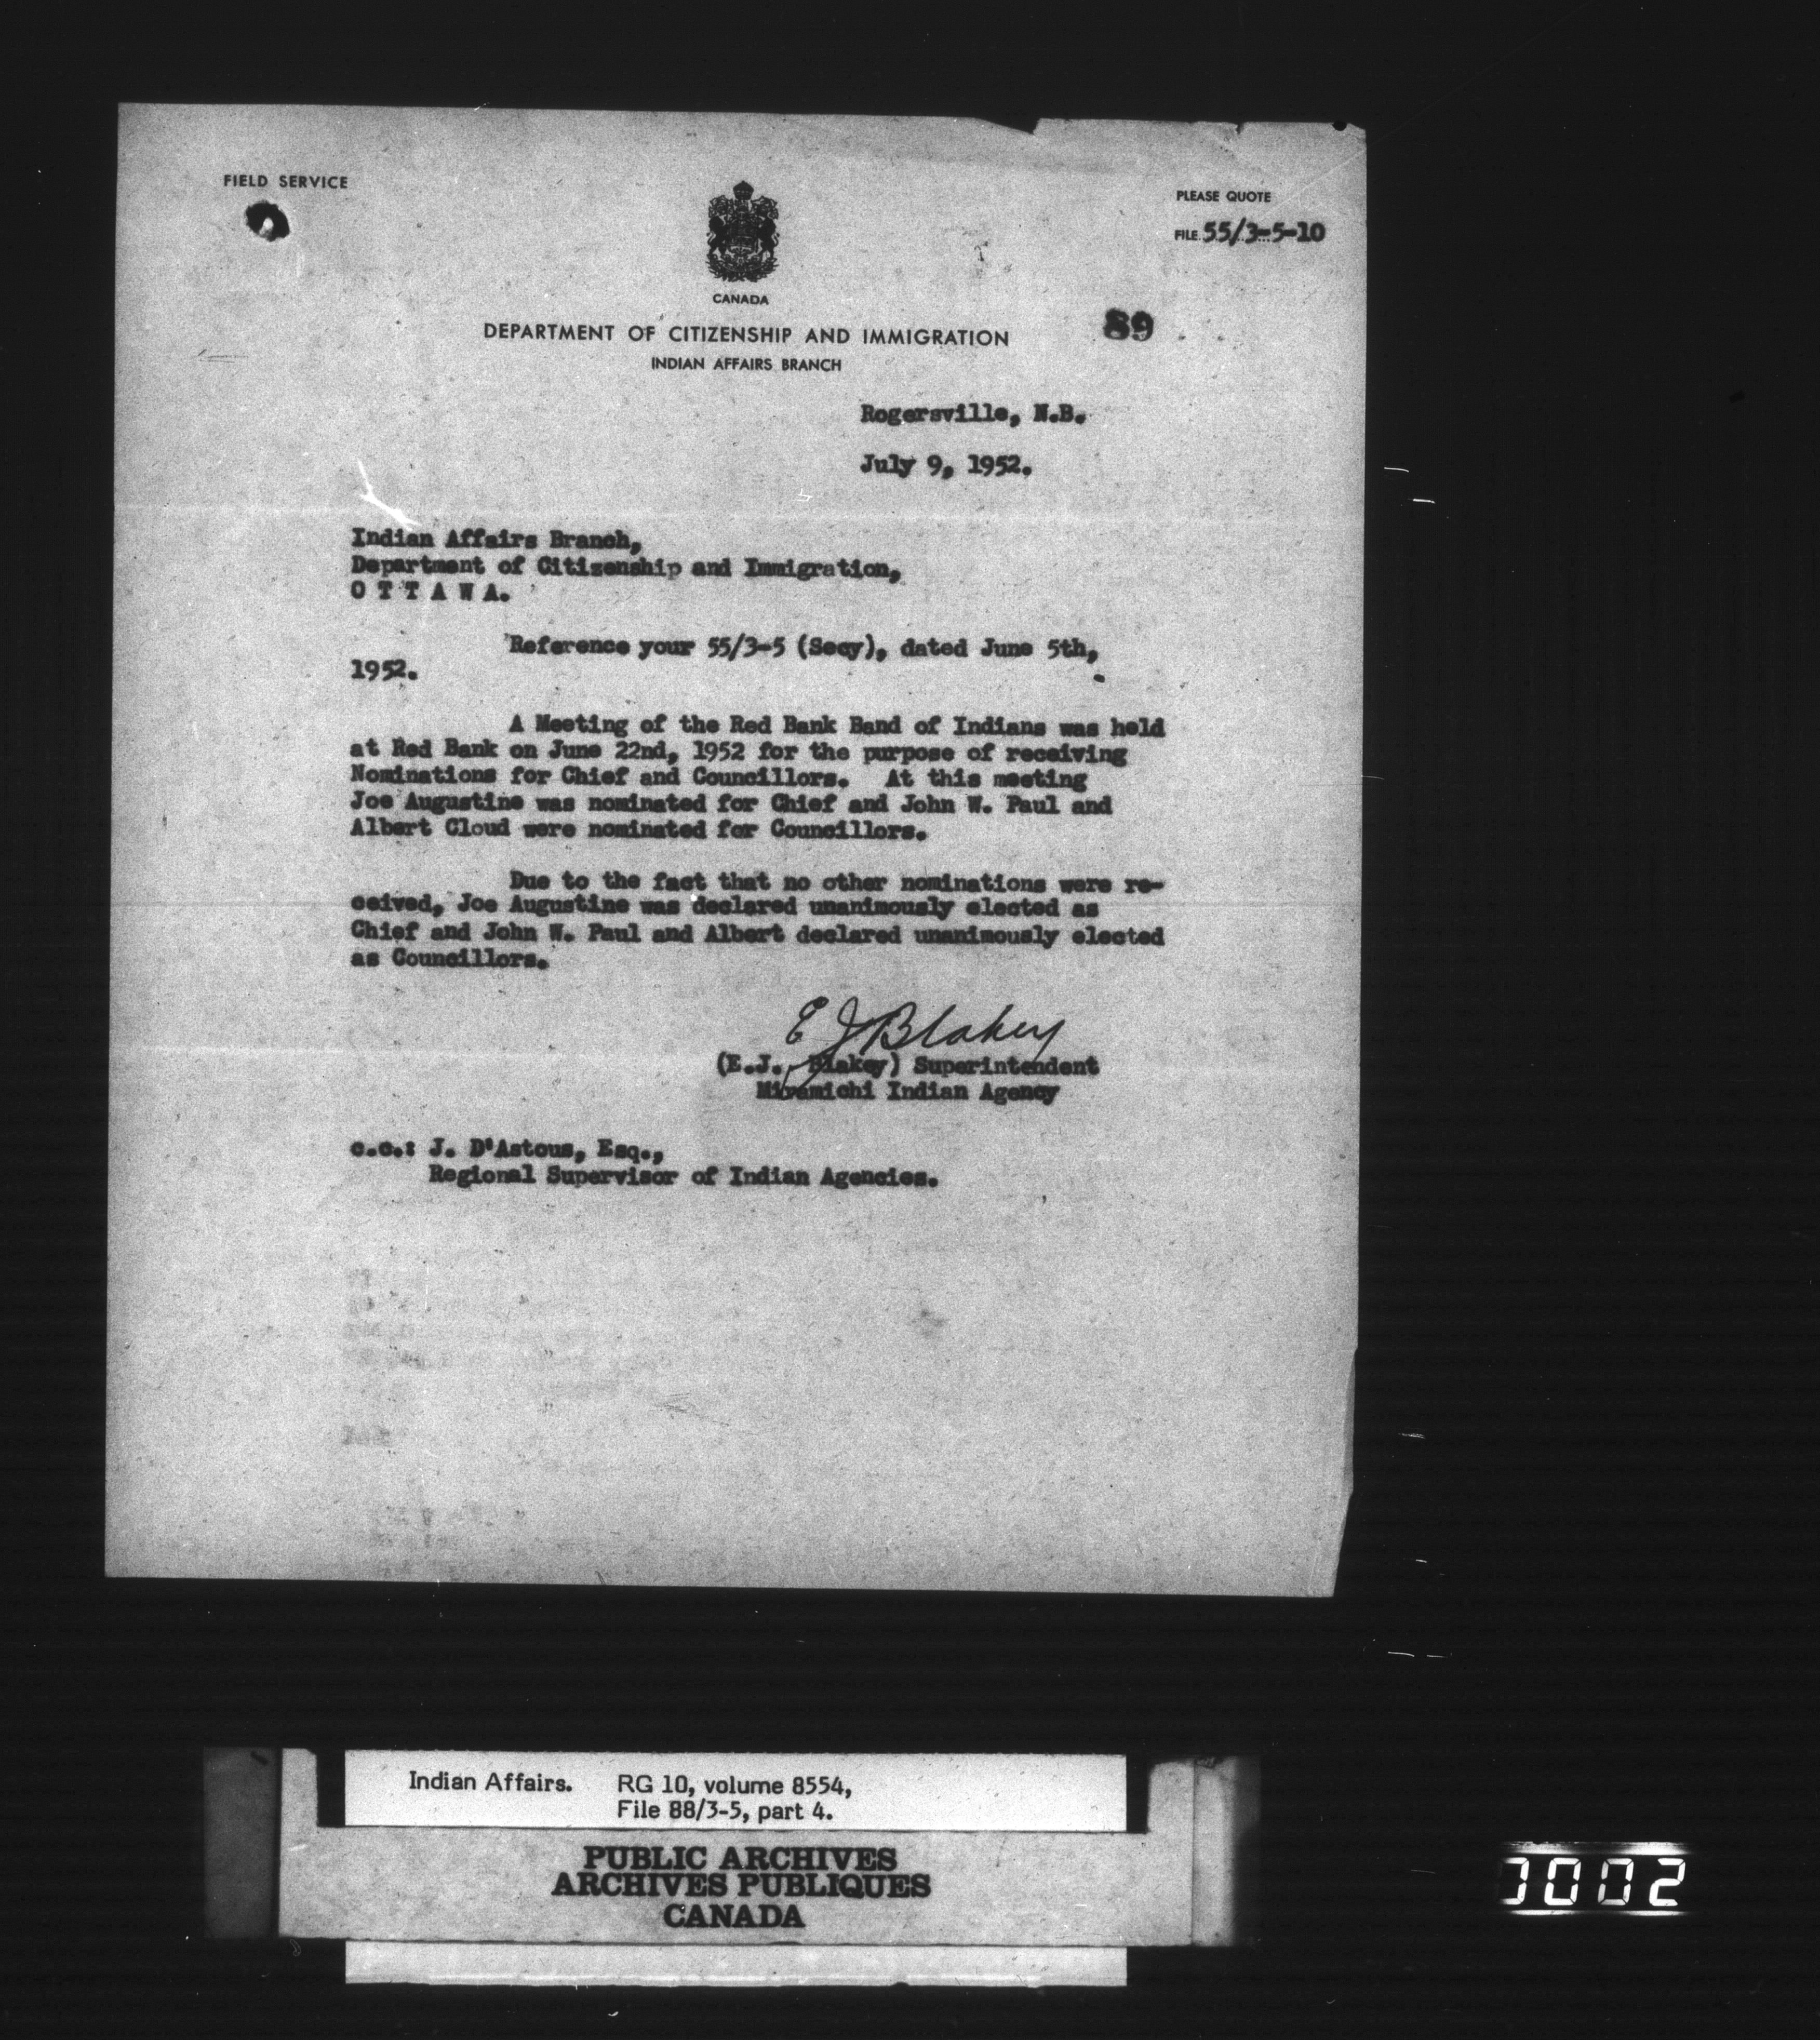 FIELD SERVICE
PLEASE QUOTE
FILE 55/3-5-10
CANADA
DEPARTMENT OF CITIZENSHIP AND IMMIGRATION
89
INDIAN AFFAIRS BRANCH
Rogersville, N.B.
July 9, 1952.
Indian Affairs Branch,
Department of Citizenship and Immigration,
O T T A W A.
Reference your 55/3-5 (Secy), dated June 5th,
1952.
A Meeting of the Red Bank Band of Indians was held
at Red Bank on June 22nd, 1952 for the purpose of receiving
Nominations for Chief and Councillors. At this meeting
Joe Augustine was nominated for Chief and John W. Paul and
Albert Cloud were nominated for Councillors.
Due to the fact that no other nominations were re-
ceived, Joe Augustine was declared unanimously elected as
Chief and John W. Paul and Albert declared unanimously elected
as Councillors.
E J Blakey
(E.J. Blakey) Superintendent
Miramichi Indian Agency
c.c.: J. D'Astous, Esq.,
Regional Supervisor of Indian Agencies.
Indian Affairs. RG 10, volume 8554,
File 88/3-5, part 4.
PUBLIC ARCHIVES
ARCHIVES PUBLIQUES
CANADA
0002